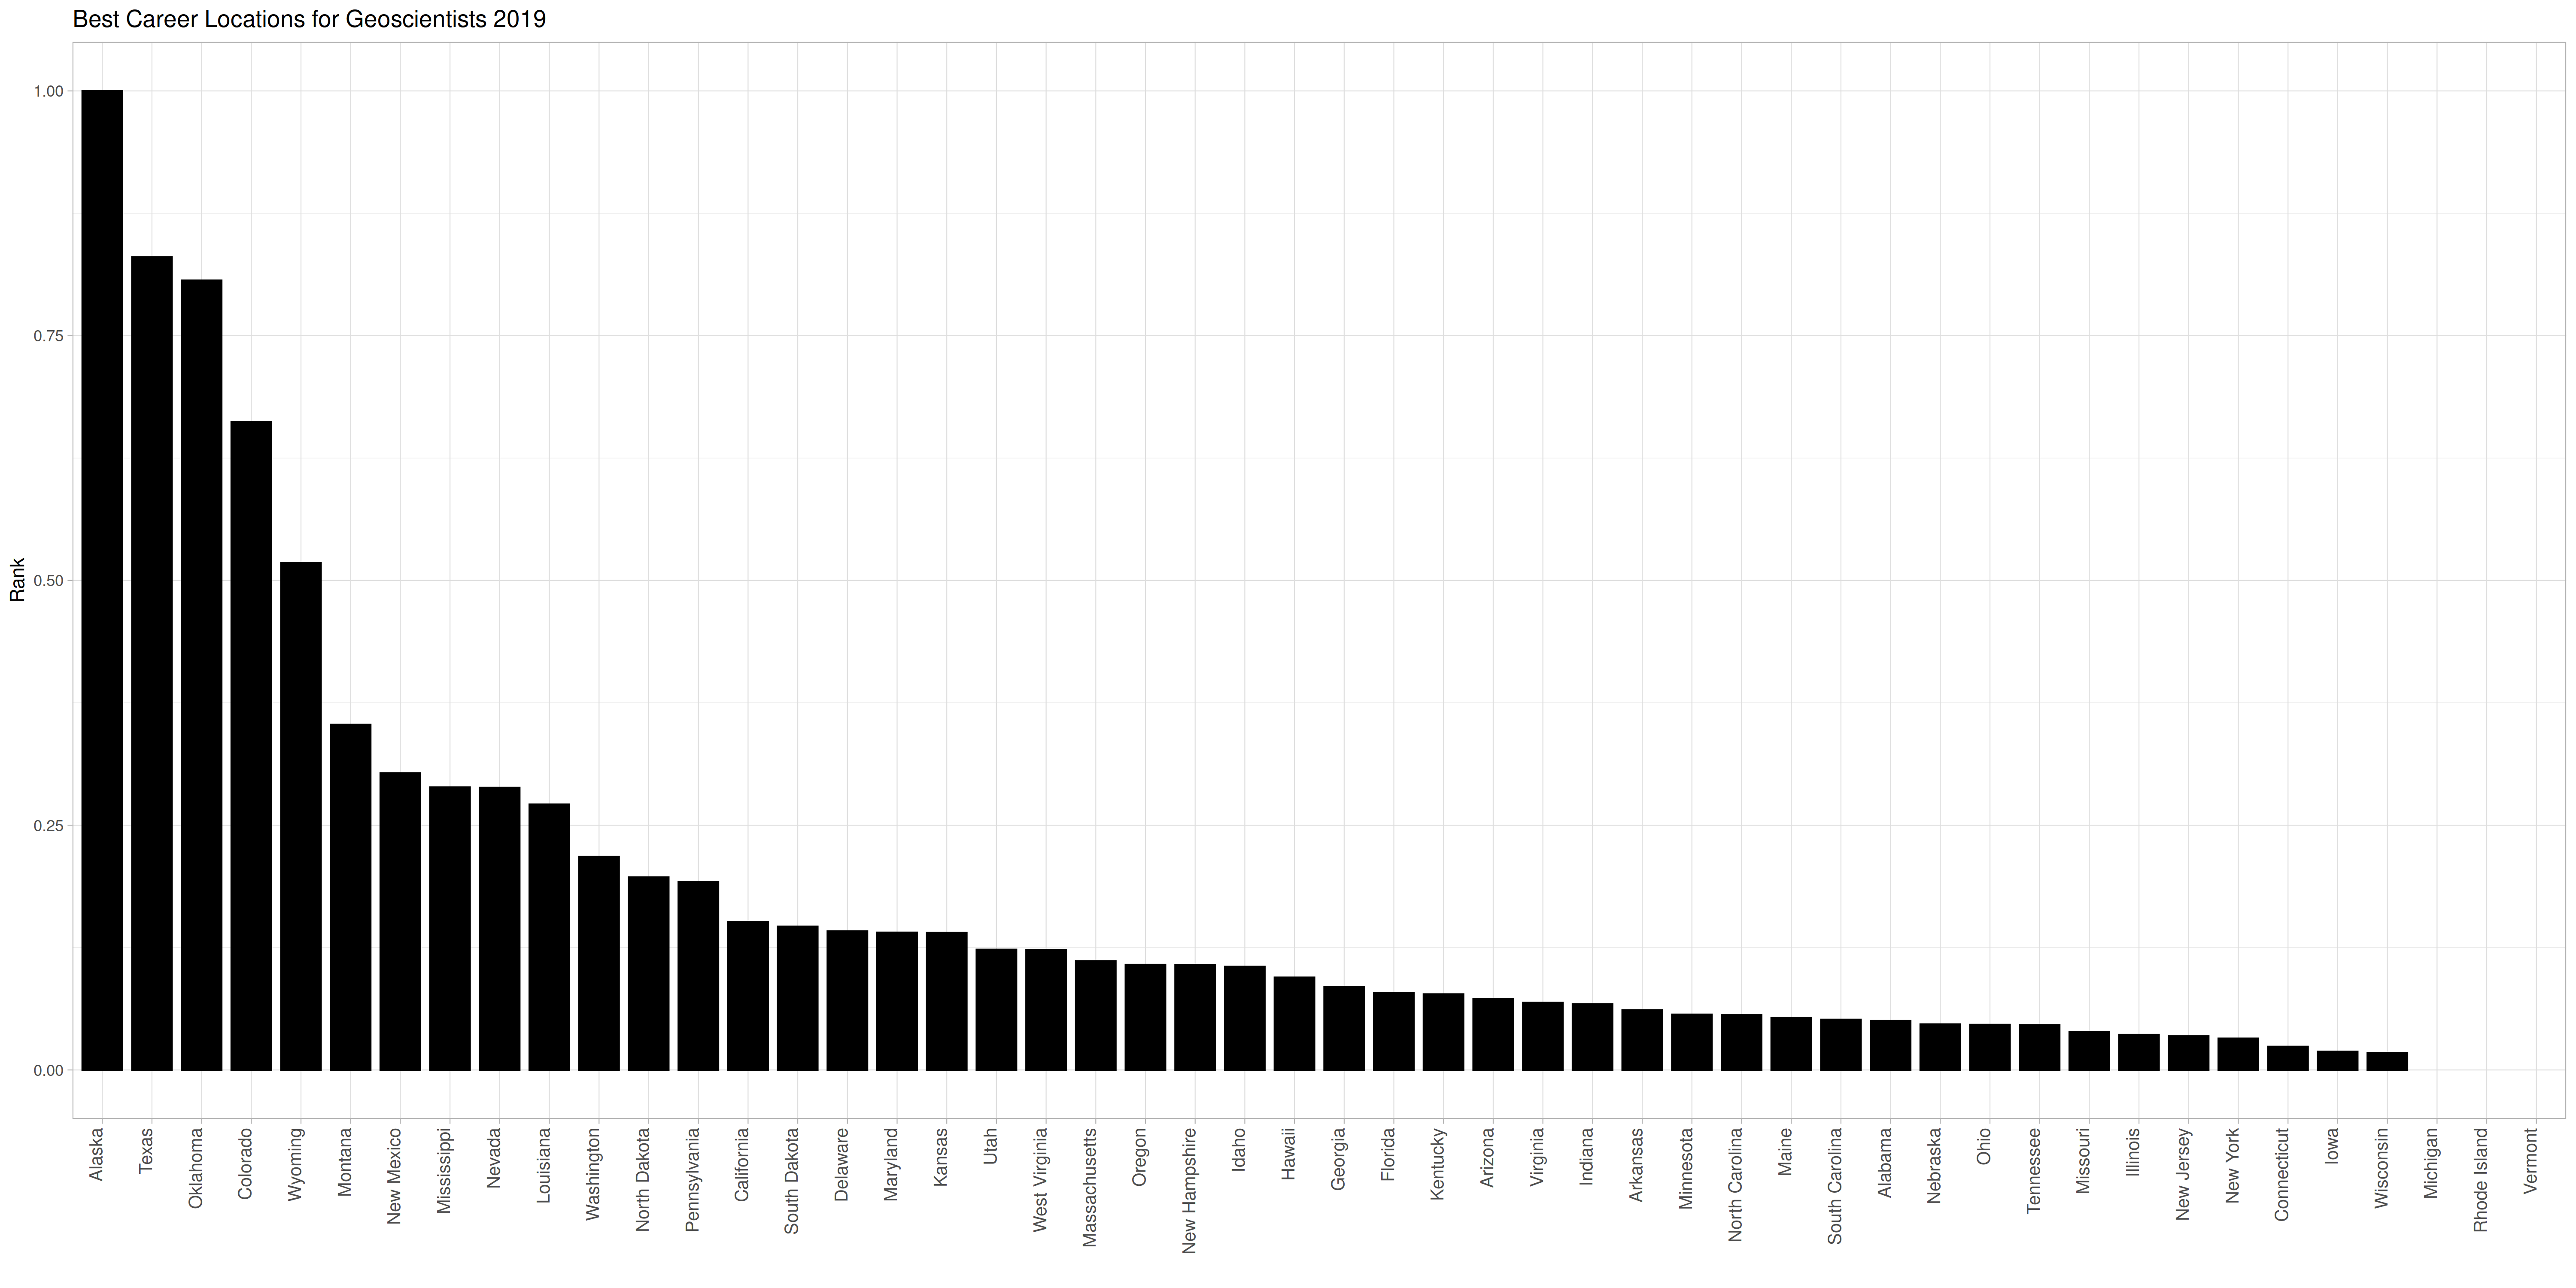 Best Career Locations for Geoscientists 2019
Rank
1.00
0.75
0.50
0.25
0.00
Alaska
Texas
Oklahoma
Colorado
Wyoming
Montana
New Mexico
Mississippi
Nevada
Louisiana
Washington
North Dakota
Pennsylvania
California
South Dakota
Delaware
Maryland
Kansas
Utah
West Virginia
Massachusetts
Oregon
New Hampshire
Idaho
Hawaii
Georgia
Florida
Kentucky
Arizona
Virginia
Indiana
Arkansas
Minnesota
North Carolina
Maine
South Carolina
Alabama
Nebraska
Ohio
Tennessee
Missouri
Illinois
New Jersey
New York
Connecticut
Iowa
Wisconsin
Michigan
Rhode Island
Vermont